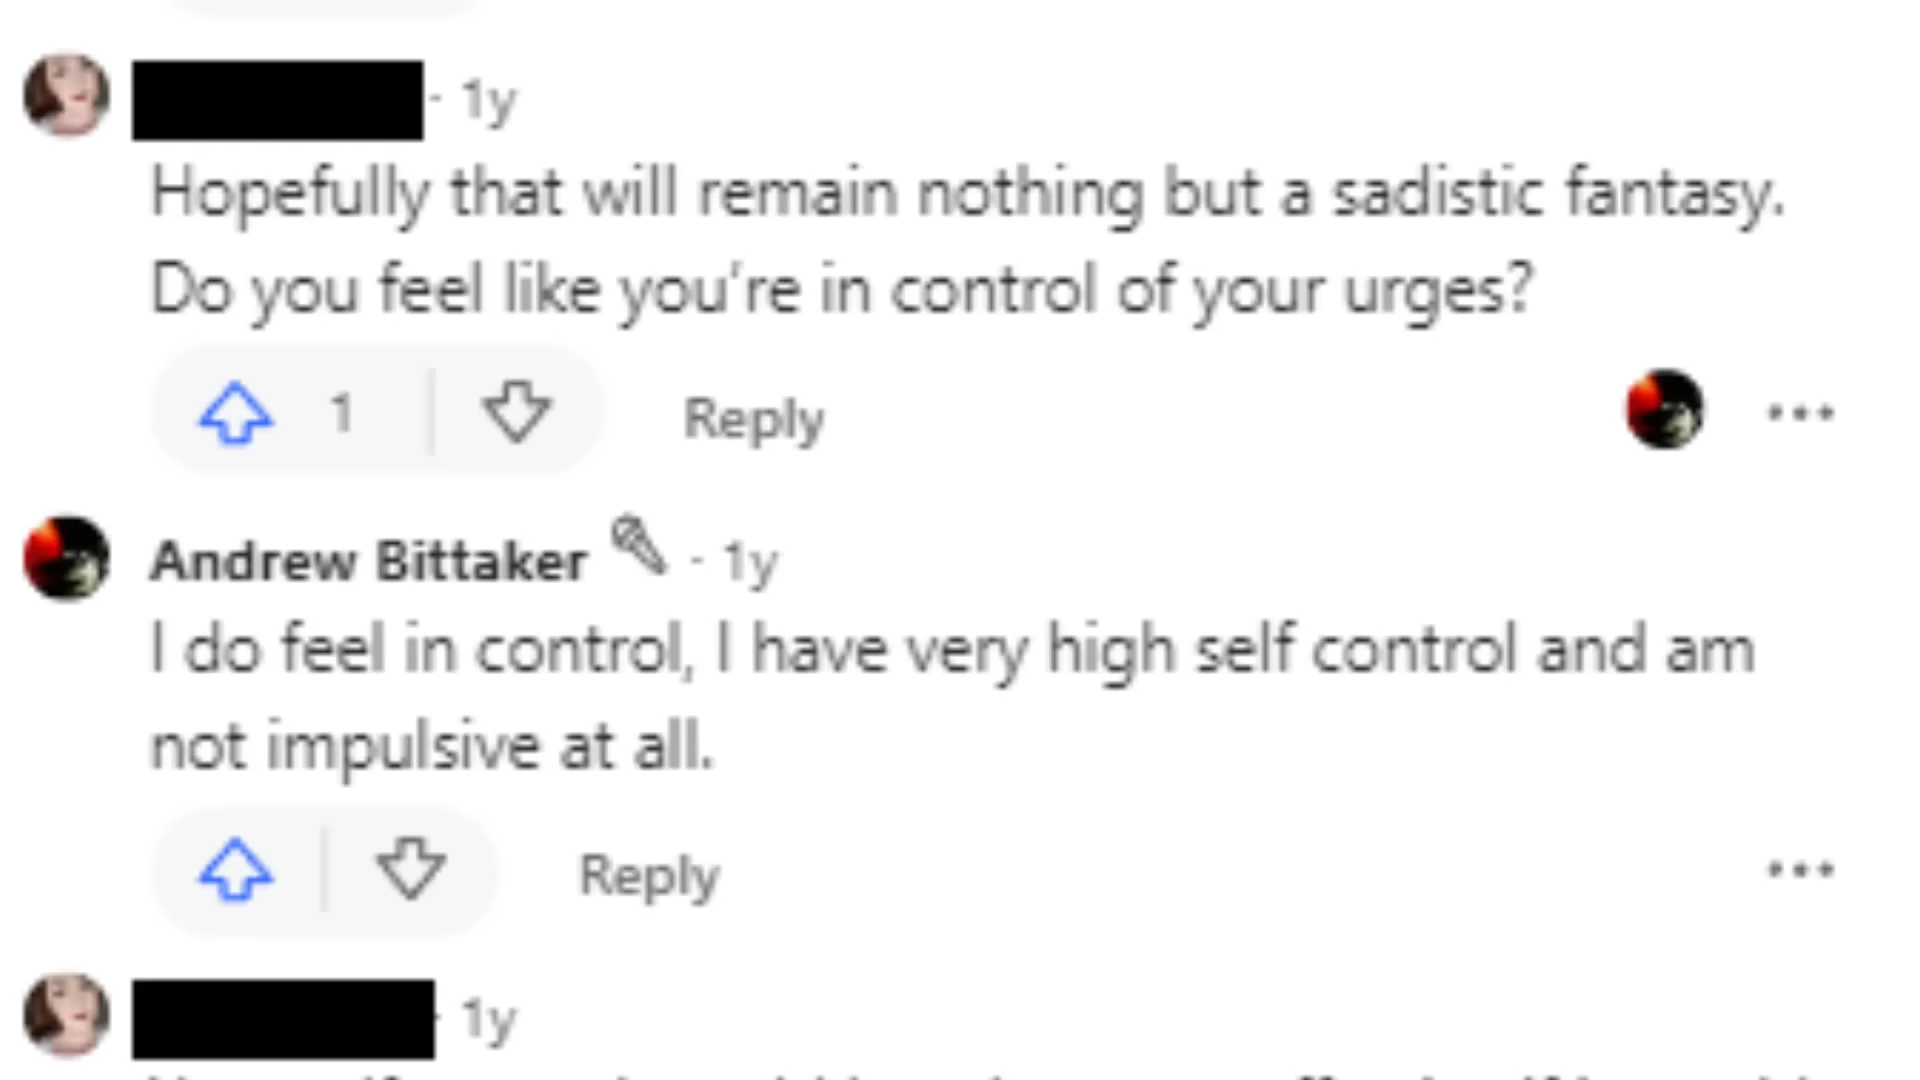 · 1y
Hopefully that will remain nothing but a sadistic fantasy.
Do you feel like you're in control of your urges?
1 Reply
Andrew Bittaker · 1y
I do feel in control, I have very high self control and am
not impulsive at all.
Reply
· 1y